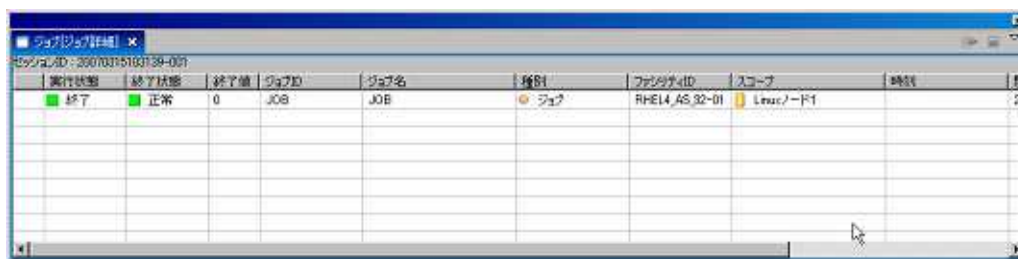 ジョブ[ジョブ詳細]
セッションID : 20070315103139-001
実行状態 終了状態 終了値 ジョブID ジョブ名 種別 ファシリティID スコープ 時刻
終了 正常 0 JOB JOB ジョブ RHEL4_AS_32-01 Linuxノード1